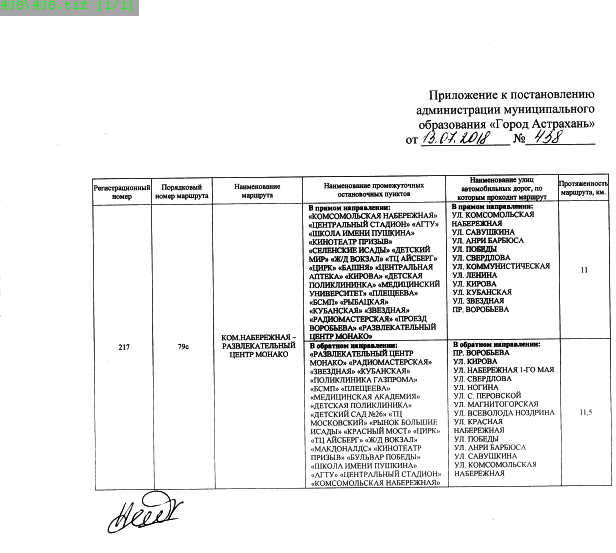 438\438.012 [1/1]
Приложение к постановлению
администрации муниципального
образования «Город Астрахань»
от 13.07.2018 № 438
Регистрационный номер
Порядковый номер маршрута
Наименование маршрута
Наименование промежуточных остановочных пунктов
Наименование улиц автомобильных дорог, по которым проходит маршрут
Протяженность маршрута, км.
217
79с
КОМ.НАБЕРЕЖНАЯ –
РАЗВЛЕКАТЕЛЬНЫЙ
ЦЕНТР МОНАКО
В прямом направлении:
«КОМСОМОЛЬСКАЯ НАБЕРЕЖНАЯ»
«ЦЕНТРАЛЬНЫЙ СТАДИОН» «АГТУ»
«ШКОЛА ИМЕНИ ПУШКИНА»
«КИНОТЕАТР ПРИЗЫВ»
«СЕЛЕНСКИЕ ИСАДЫ» «ДЕТСКИЙ
МИР» «Ж/Д ВОКЗАЛ» «ТЦ АЙСБЕРГ»
«ЦИРК» «БАШНЯ» «ЦЕНТРАЛЬНАЯ
АПТЕКА» «КИРОВА» «ДЕТСКАЯ
ПОЛИКЛИНИКА» «МЕДИЦИНСКИЙ
УНИВЕРСИТЕТ» «ПЛЕЩЕЕВА»
«БСМП» «РЫБАЦКАЯ»
«КУБАНСКАЯ» «ЗВЕЗДНАЯ»
«РАДИОМАСТЕРСКАЯ» «ПРОЕЗД
ВОРОБЬЕВА» «РАЗВЛЕКАТЕЛЬНЫЙ
ЦЕНТР МОНАКО»
В прямом направлении:
УЛ. КОМСОМОЛЬСКАЯ
НАБЕРЕЖНАЯ
УЛ. САВУШКИНА
УЛ. АНРИ БАРБЮСА
УЛ. ПОБЕДЫ
УЛ. СВЕРДЛОВА
УЛ. КОММУНИСТИЧЕСКАЯ
УЛ. ЛЕНИНА
УЛ. КИРОВА
УЛ. КУБАНСКАЯ
УЛ. ЗВЕЗДНАЯ
ПР. ВОРОБЬЕВА
11
В обратном направлении:
«РАЗВЛЕКАТЕЛЬНЫЙ ЦЕНТР
МОНАКО» «РАДИОМАСТЕРСКАЯ»
«ЗВЕЗДНАЯ» «КУБАНСКАЯ»
«ПОЛИКЛИНИКА ГАЗПРОМА»
«БСМП» «ПЛЕЩЕЕВА»
«МЕДИЦИНСКАЯ АКАДЕМИЯ»
«ДЕТСКАЯ ПОЛИКЛИНИКА»
«ДЕТСКИЙ САД №26» «ТЦ
МОСКОВСКИЙ» «РЫНОК БОЛЬШИЕ
ИСАДЫ» «КРАСНЫЙ МОСТ» «ЦИРК»
«ТЦ АЙСБЕРГ» «Ж/Д ВОКЗАЛ»
«МАКДОНАЛДС» «КИНОТЕАТР
ПРИЗЫВ» «БУЛЬВАР ПОБЕДЫ»
«ШКОЛА ИМЕНИ ПУШКИНА»
«АГТУ» «ЦЕНТРАЛЬНЫЙ СТАДИОН»
«КОМСОМОЛЬСКАЯ НАБЕРЕЖНАЯ»
В обратном направлении:
ПР. ВОРОБЬЕВА
УЛ. КИРОВА
УЛ. НАБЕРЕЖНАЯ 1-ГО МАЯ
УЛ. СВЕРДЛОВА
УЛ. НОГИНА
УЛ. С. ПЕРОВСКОЙ
УЛ. МАГНИТОГОРСКАЯ
УЛ. ВСЕВОЛОДА НОЗДРИНА
УЛ. КРАСНАЯ
НАБЕРЕЖНАЯ
УЛ. ПОБЕДЫ
УЛ. АНРИ БАРБЮСА
УЛ. САВУШКИНА
УЛ. КОМСОМОЛЬСКАЯ
НАБЕРЕЖНАЯ
11,5